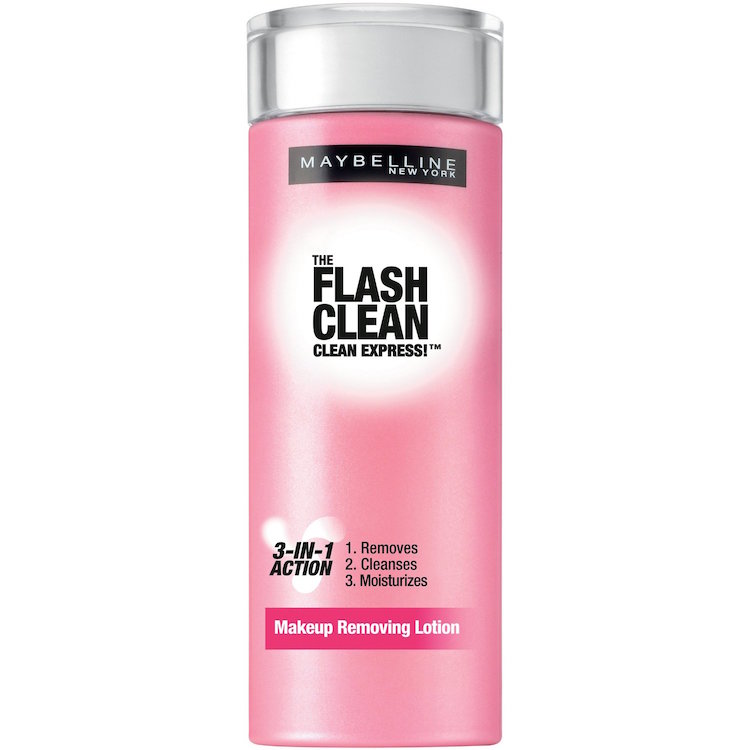 MAYBELLINE
NEW YORK
THE
FLASH
CLEAN
CLEAN EXPRESS!™
3-IN-1
ACTION
1. Removes
2. Cleanses
3. Moisturizes
Makeup Removing Lotion